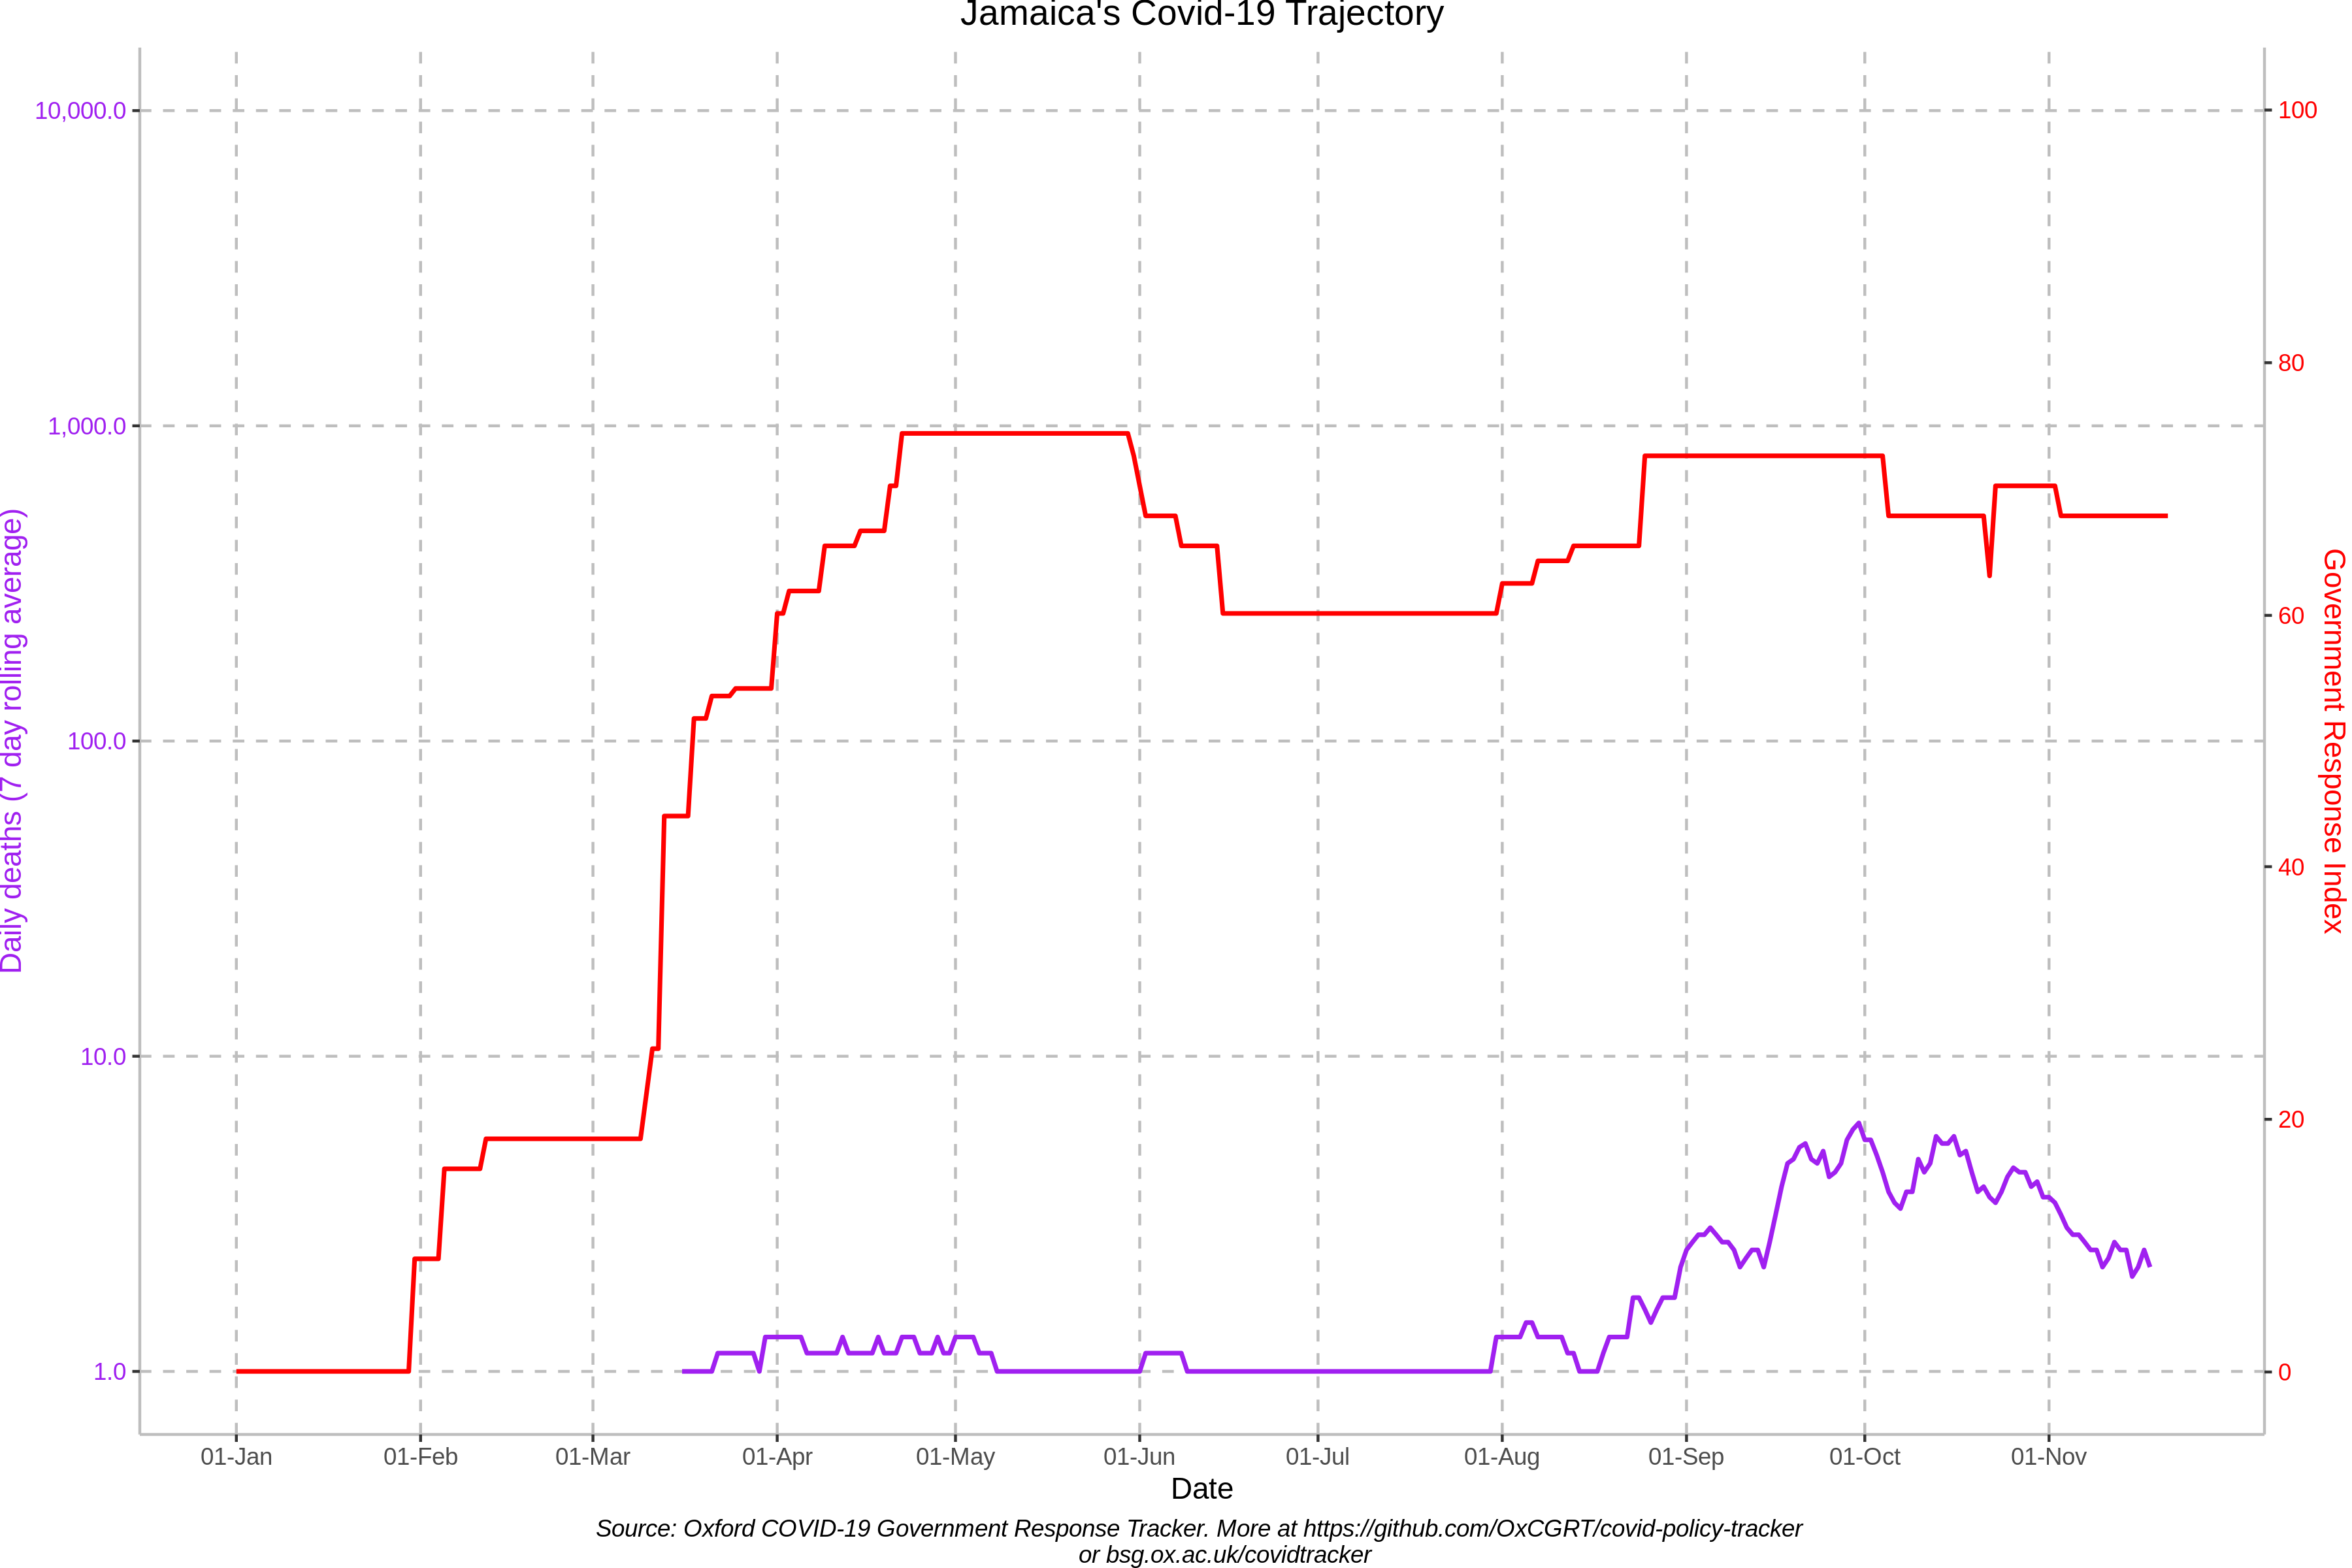 Jamaica's Covid-19 Trajectory
10,000.0
1,000.0
100.0
10.0
1.0
Daily deaths (7 day rolling average)
100
80
60
40
20
0
Government Response Index
01-Jan 01-Feb 01-Mar 01-Apr 01-May 01-Jun 01-Jul 01-Aug 01-Sep 01-Oct 01-Nov
Date
Source: Oxford COVID-19 Government Response Tracker. More at https://github.com/OxCGRT/covid-policy-tracker
or bsg.ox.ac.uk/covidtracker